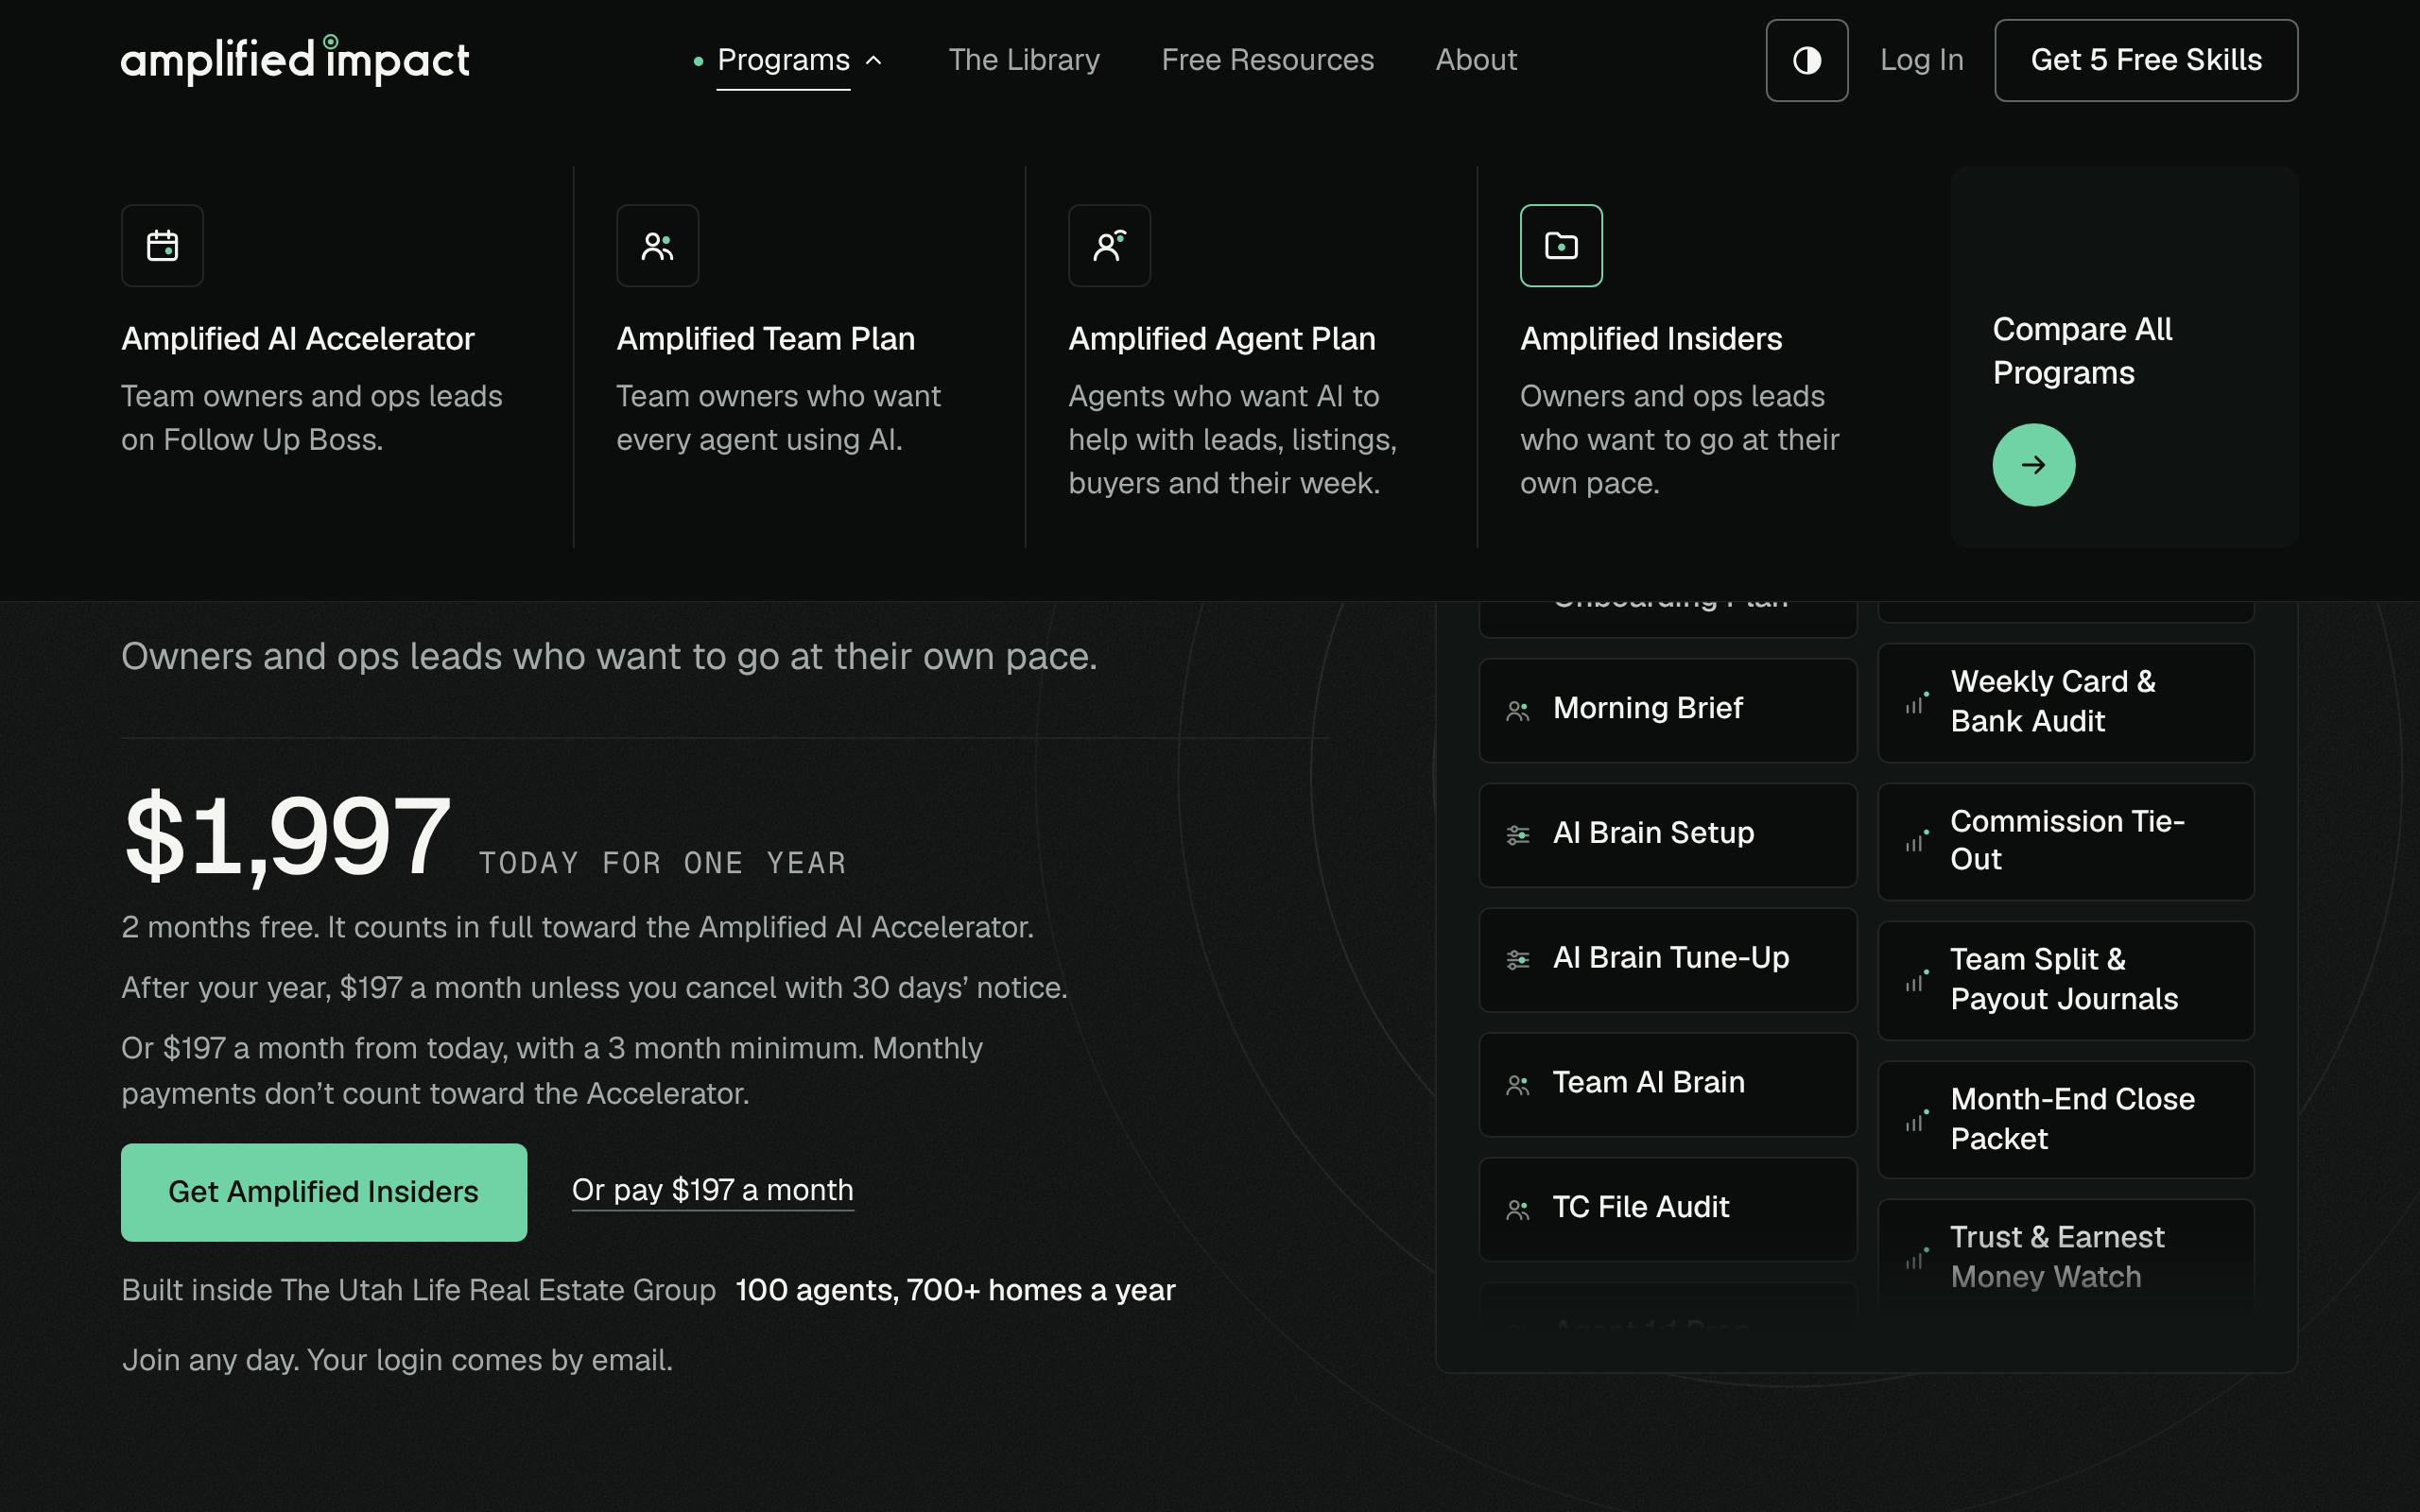 amplified impact
Programs
The Library
Free Resources
About
Log In
Get 5 Free Skills
Amplified AI Accelerator
Team owners and ops leads
on Follow Up Boss.
Amplified Team Plan
Team owners who want
every agent using AI.
Amplified Agent Plan
Agents who want AI to
help with leads, listings,
buyers and their week.
Amplified Insiders
Owners and ops leads
who want to go at their
own pace.
Compare All
Programs
Owners and ops leads who want to go at their own pace.
$1,997 TODAY FOR ONE YEAR
2 months free. It counts in full toward the Amplified AI Accelerator.
After your year, $197 a month unless you cancel with 30 days’ notice.
Or $197 a month from today, with a 3 month minimum. Monthly
payments don’t count toward the Accelerator.
Get Amplified Insiders
Or pay $197 a month
Built inside The Utah Life Real Estate Group 100 agents, 700+ homes a year
Join any day. Your login comes by email.
Onboarding Plan
Morning Brief
AI Brain Setup
AI Brain Tune-Up
Team AI Brain
TC File Audit
Weekly Card &
Bank Audit
Commission Tie-
Out
Team Split &
Payout Journals
Month-End Close
Packet
Trust & Earnest
Money Watch